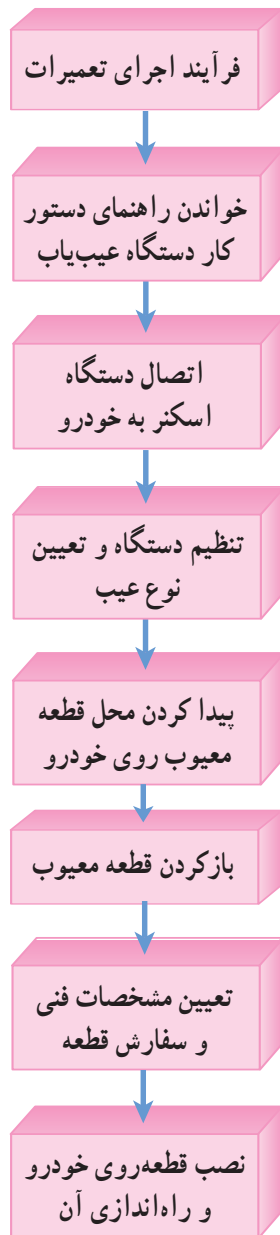 فرآیند اجرای تعمیرات
خواندن راهنمای دستور
کار دستگاه عیب‌یاب
اتصال دستگاه
اسکنر به خودرو
تنظیم دستگاه و تعیین
نوع عیب
پیدا کردن محل قطعه
معیوب روی خودرو
بازکردن قطعه معیوب
تعیین مشخصات فنی
و سفارش قطعه
نصب قطعه‌روی خودرو
و راه‌اندازی آن